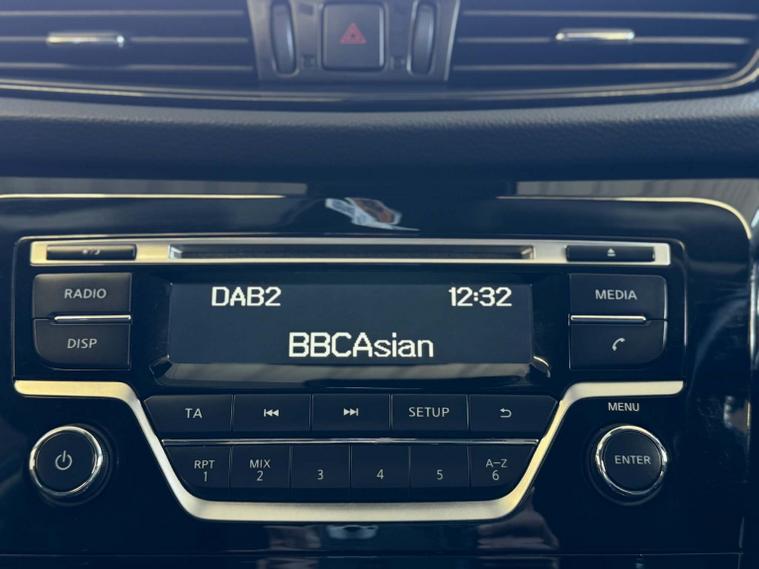 RADIO
DISP
DAB2 12:32
BBCAsian
MEDIA
TA SETUP
MENU
RPT MIX A-Z
1 2 3 4 5 6
ENTER